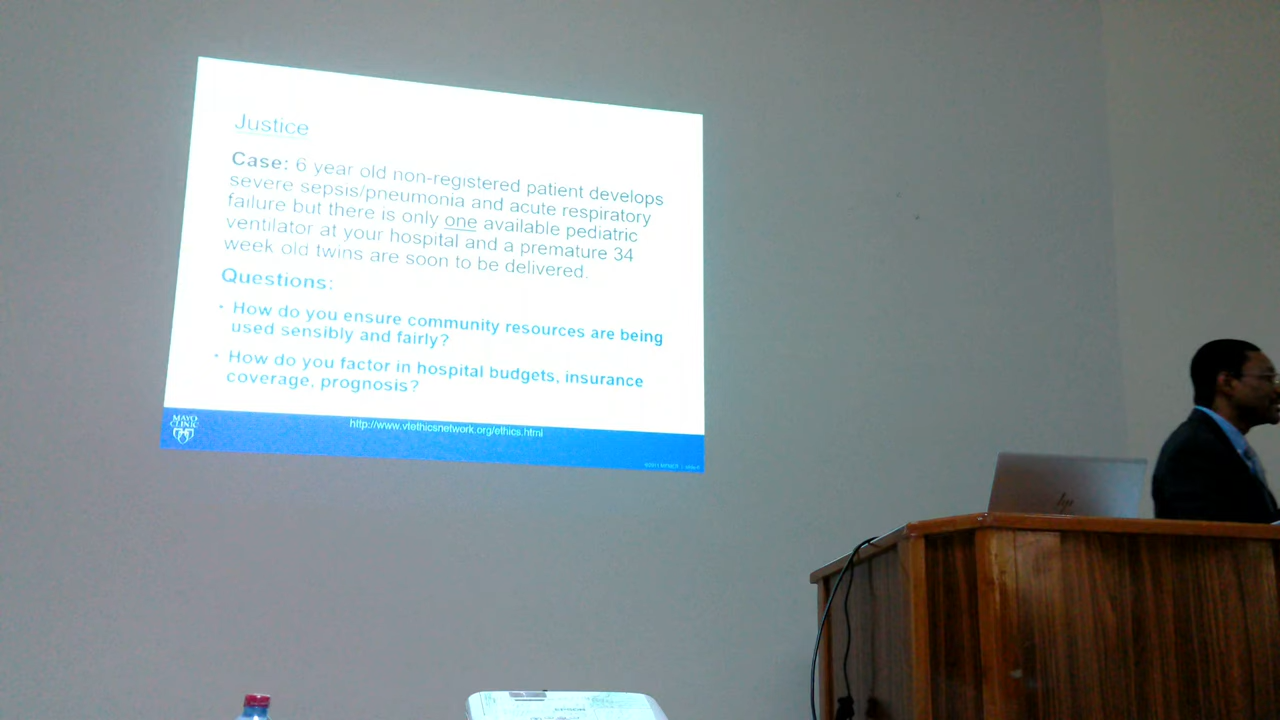 Justice
Case: 6 year old non-registered patient develops
severe sepsis/pneumonia and acute respiratory
failure but there is only one available pediatric
ventilator at your hospital and a premature 34
week old twins are soon to be delivered.
Questions:
• How do you ensure community resources are being
used sensibly and fairly?
• How do you factor in hospital budgets, insurance
coverage, prognosis?
MAYO
CLINIC
http://www.vtethicsnetwork.org/ethics.html
hp